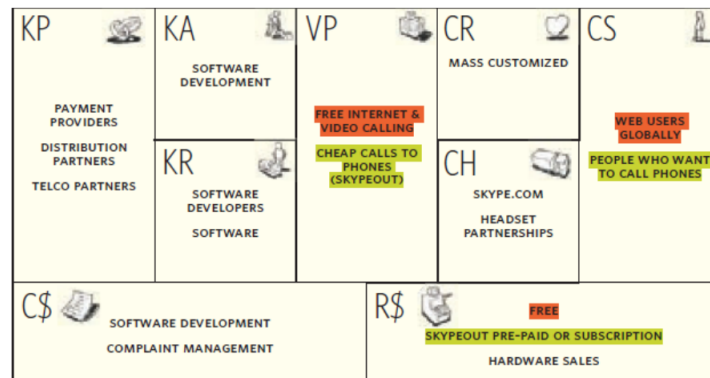 KP
PAYMENT
PROVIDERS
DISTRIBUTION
PARTNERS
TELCO PARTNERS
KA
SOFTWARE
DEVELOPMENT
KR
SOFTWARE
DEVELOPERS
SOFTWARE
VP
FREE INTERNET &
VIDEO CALLING
CHEAP CALLS TO
PHONES
(SKYPEOUT)
CR
MASS CUSTOMIZED
CH
SKYPE.COM
HEADSET
PARTNERSHIPS
CS
WEB USERS
GLOBALLY
PEOPLE WHO WANT
TO CALL PHONES
C$
SOFTWARE DEVELOPMENT
COMPLAINT MANAGEMENT
R$
FREE
SKYPEOUT PRE-PAID OR SUBSCRIPTION
HARDWARE SALES